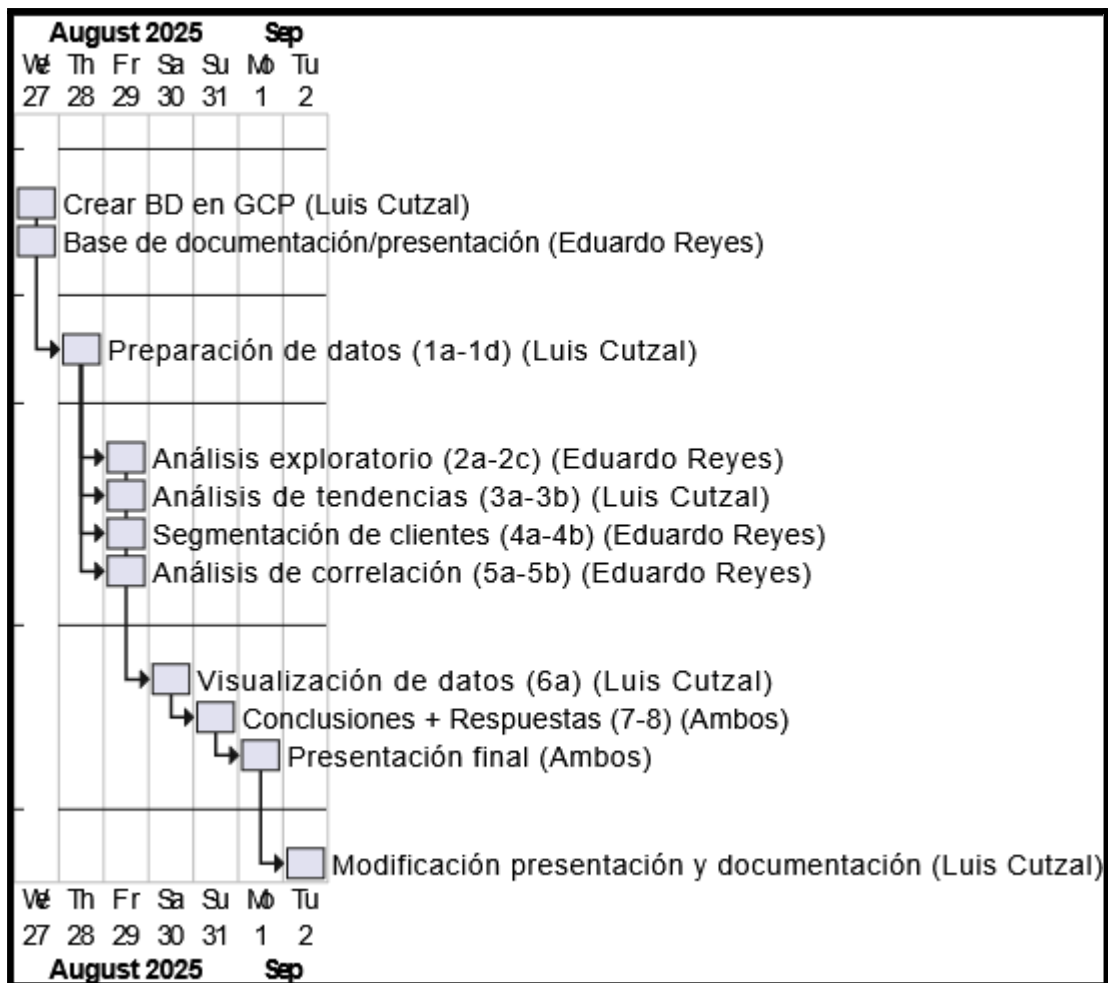 August 2025 Sep
We Th Fr Sa Su Mo Tu
27 28 29 30 31 1 2
Crear BD en GCP (Luis Cutzal)
Base de documentación/presentación (Eduardo Reyes)
Preparación de datos (1a-1d) (Luis Cutzal)
Análisis exploratorio (2a-2c) (Eduardo Reyes)
Análisis de tendencias (3a-3b) (Luis Cutzal)
Segmentación de clientes (4a-4b) (Eduardo Reyes)
Análisis de correlación (5a-5b) (Eduardo Reyes)
Visualización de datos (6a) (Luis Cutzal)
Conclusiones + Respuestas (7-8) (Ambos)
Presentación final (Ambos)
Modificación presentación y documentación (Luis Cutzal)
We Th Fr Sa Su Mo Tu
27 28 29 30 31 1 2
August 2025 Sep